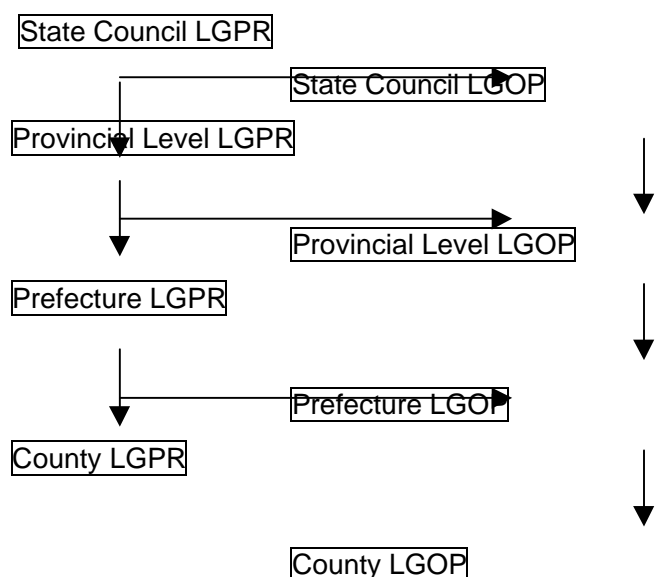 State Council LGPR
State Council LGOP
Provincial Level LGPR
Provincial Level LGOP
Prefecture LGPR
Prefecture LGOP
County LGPR
County LGOP